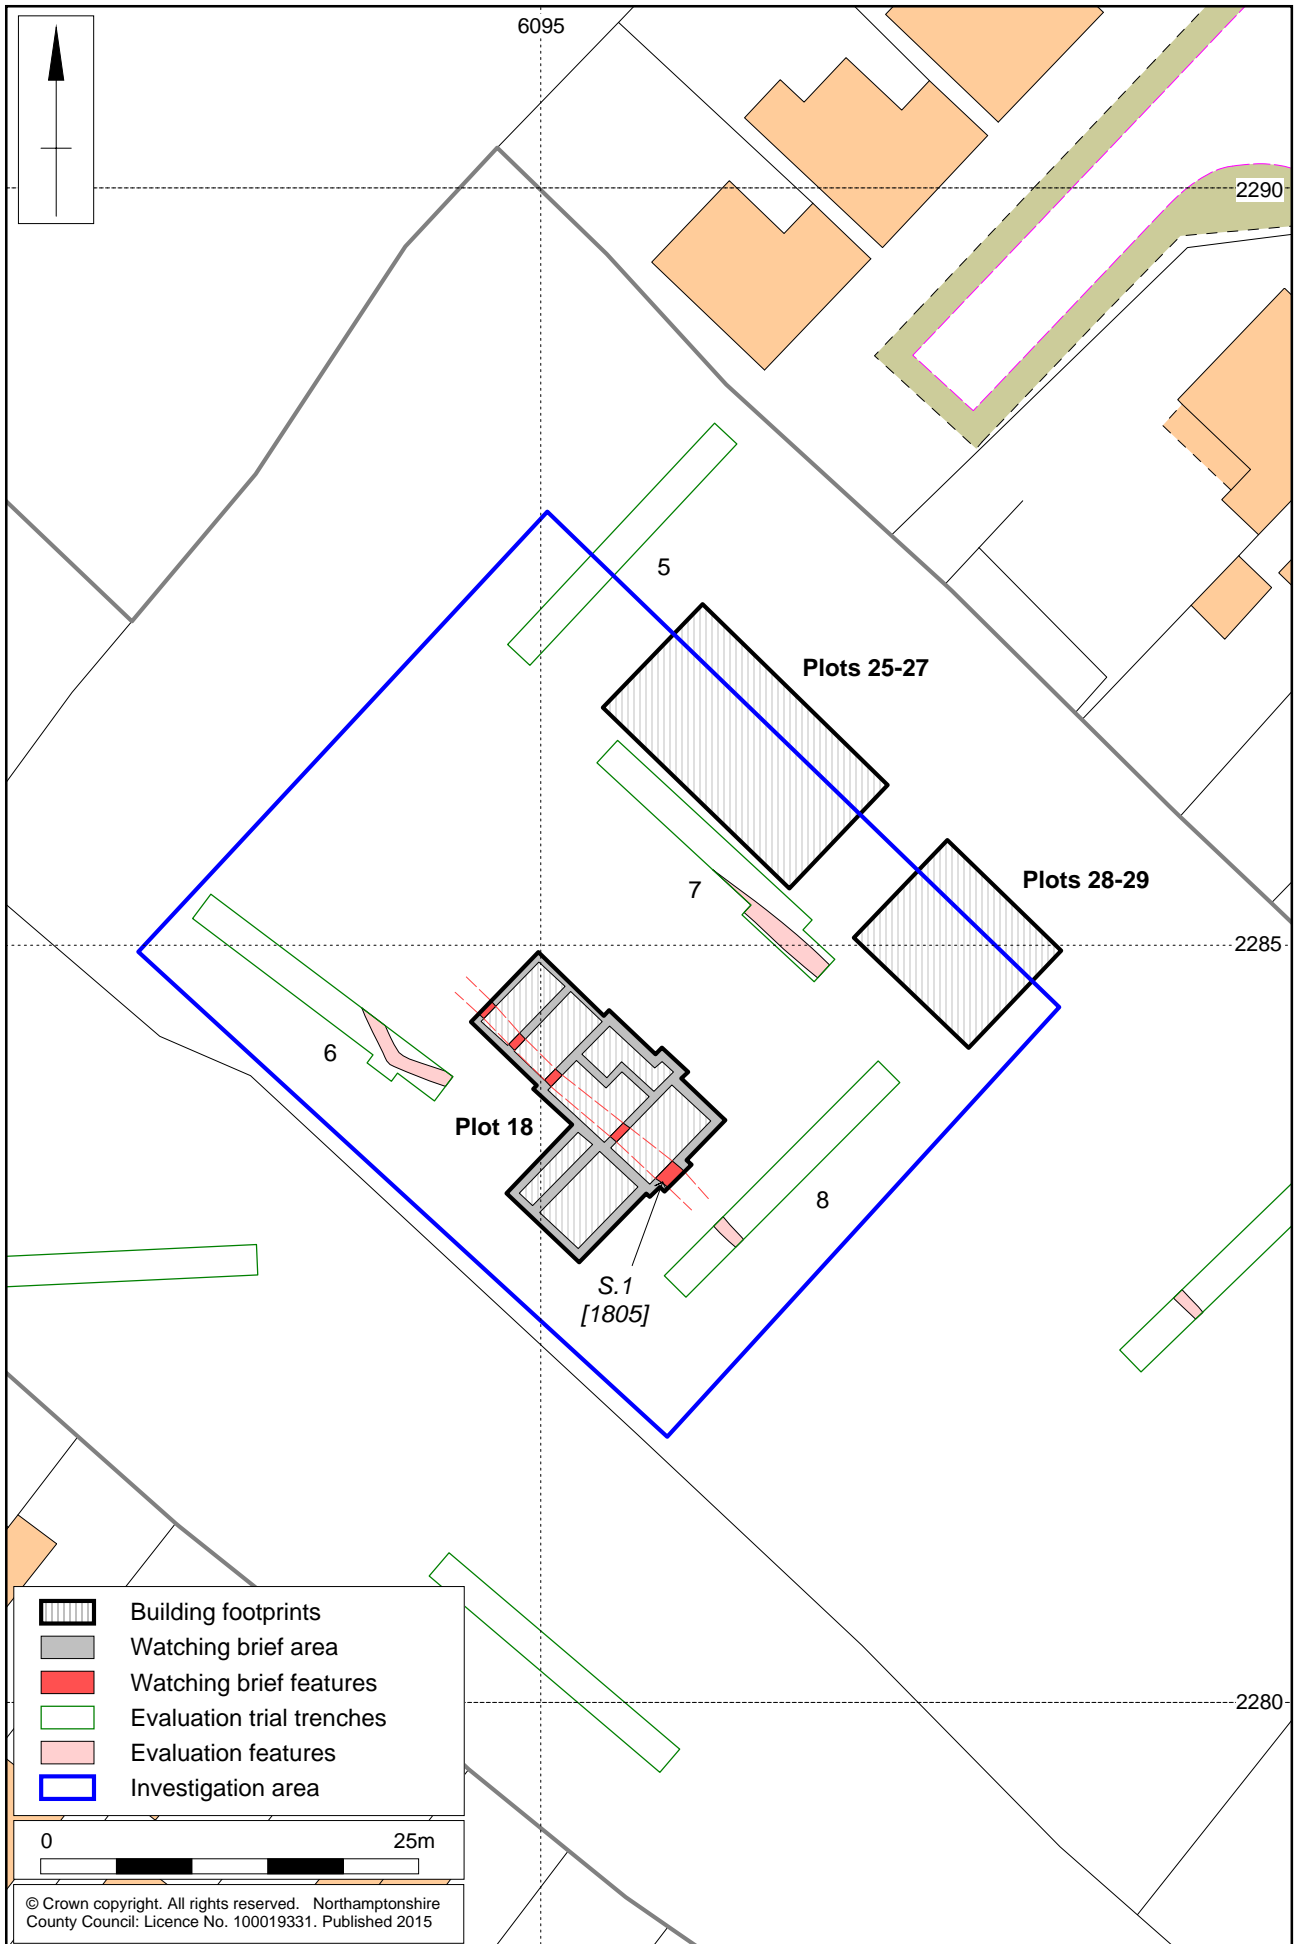 6095
2290
5
Plots 25-27
Plots 28-29
7
2285
6
Plot 18
8
S.1
[1805]
Building footprints
Watching brief area
Watching brief features
Evaluation trial trenches
Evaluation features
Investigation area
2280
0 25m
© Crown copyright. All rights reserved. Northamptonshire
County Council: Licence No. 100019331. Published 2015